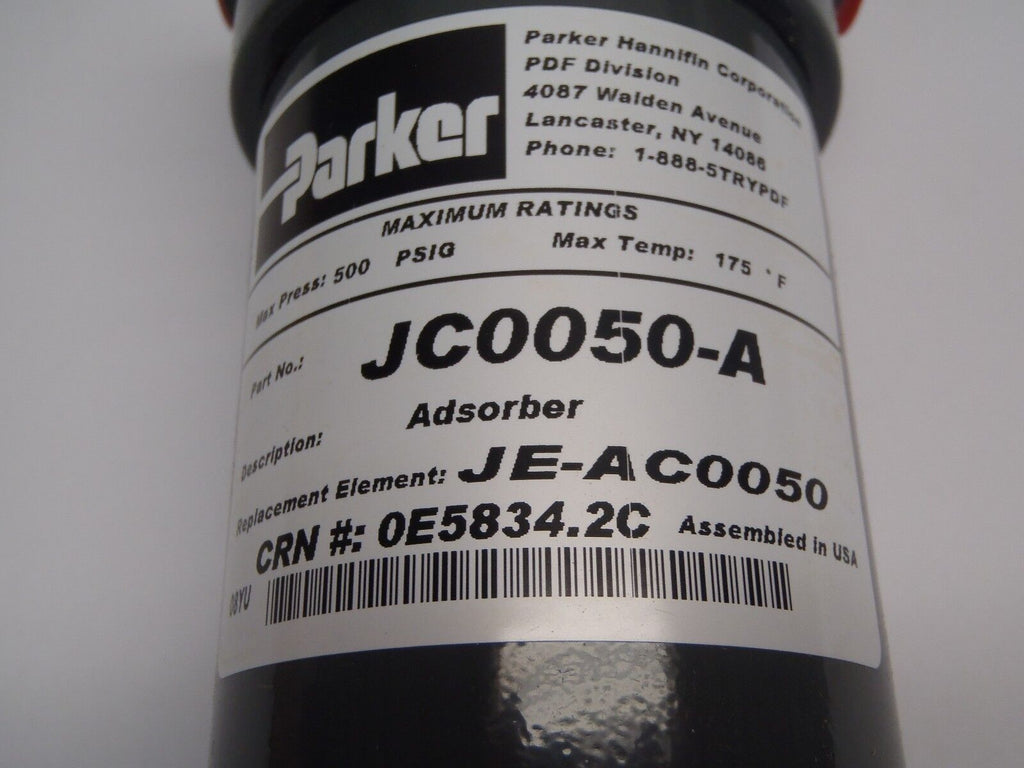 Parker
Parker Hannifin Corporation
PDF Division
4087 Walden Avenue
Lancaster, NY 14086
Phone: 1-888-5TRYPDF
MAXIMUM RATINGS
Max Press: 500 PSIG Max Temp: 175 °F
Part No.: JC0050-A
Description: Adsorber
Replacement Element: JE-AC0050
CRN #: 0E5834.2C Assembled in USA
08YU